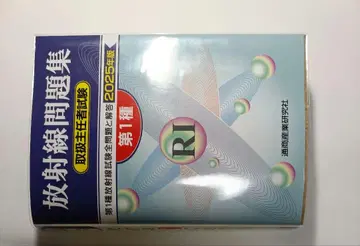 放射線問題集
取扱主任者試験
第1種放射線試験全問題と解答2025年版
第1種
RI
通商産業研究社